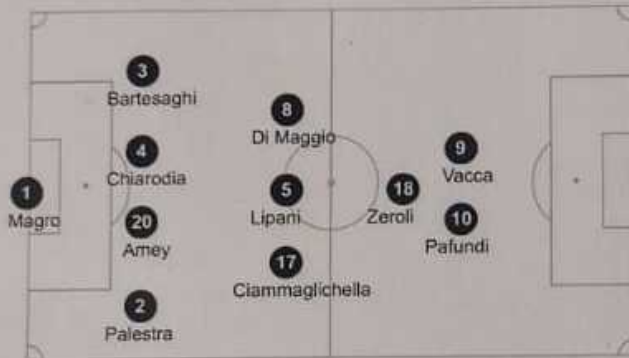 3
Bartesaghi
8
Di Maggio
4
Chiarodia
9
Vacca
1
Magro
5
Lipani
18
Zeroli
20
Amey
10
Pafundi
17
Ciammaglichella
2
Palestra